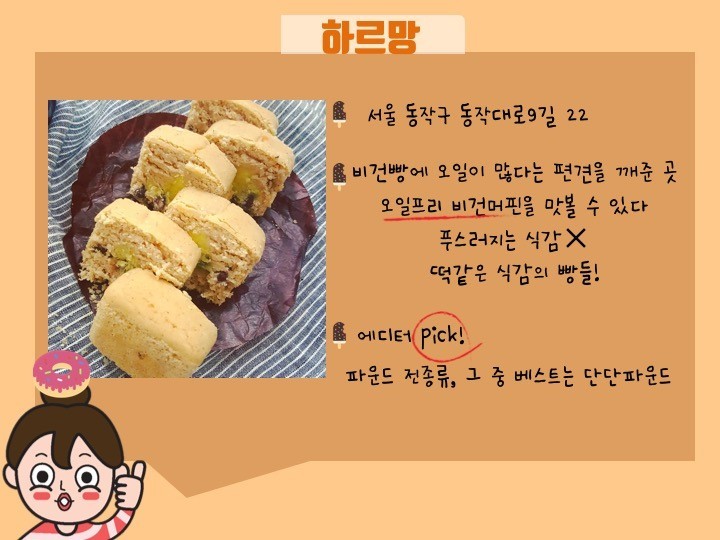 하르망
서울 동작구 동작대로9길 22
비건빵에 오일이 많다는 편견을 깨준 곳
오일프리 비건머핀을 맛볼 수 있다
푸스러지는 식감X
떡같은 식감의 빵들!
에디터 pick!
파운드 전종류, 그 중 베스트는 단단파운드